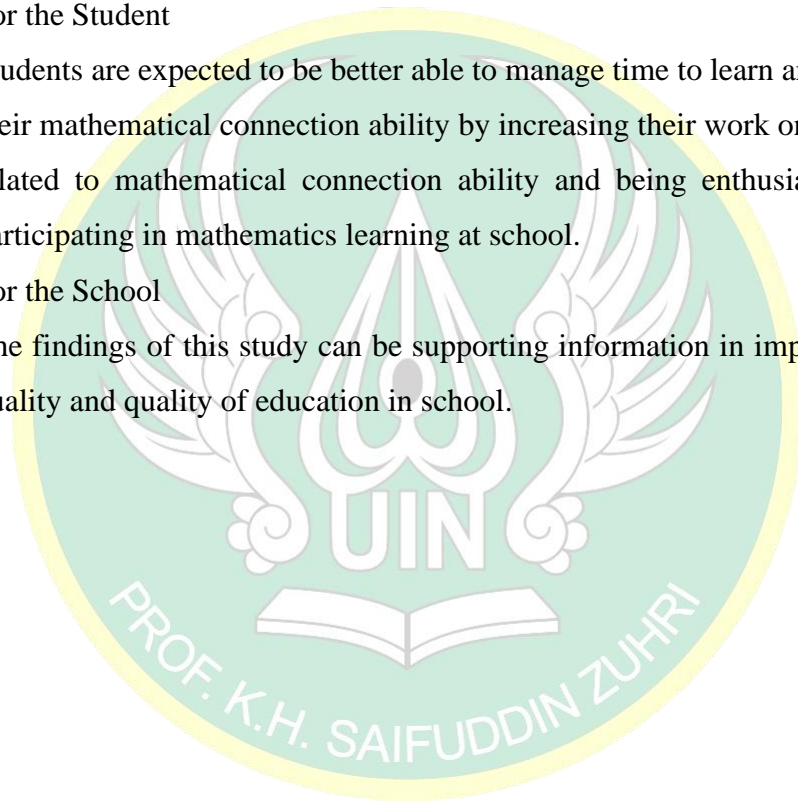 or the Student
udents are expected to be better able to manage time to learn a
eir mathematical connection ability by increasing their work o
lated to mathematical connection ability and being enthusia
articipating in mathematics learning at school.
or the School
he findings of this study can be supporting information in imp
uality and quality of education in school.
UIN
PROF. K.H. SAIFUDDIN ZUHRI